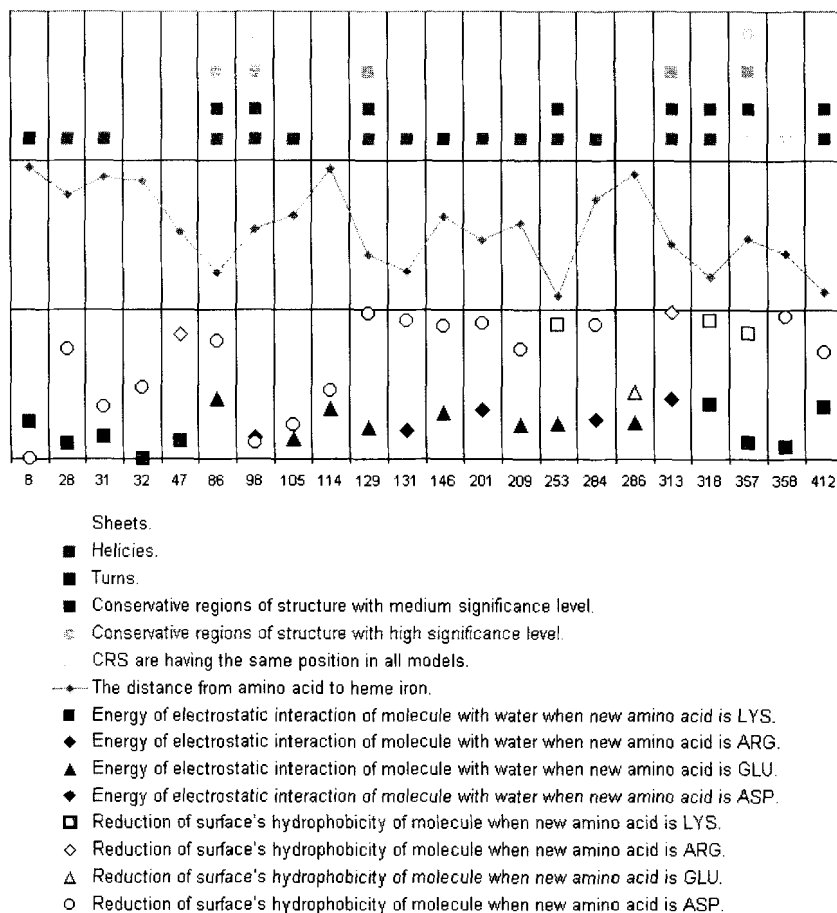 8 28 31 32 47 86 98 105 114 129 131 146 201 209 253 284 286 313 318 357 358 412
Sheets.
Helicies.
Turns.
Conservative regions of structure with medium significance level.
Conservative regions of structure with high significance level.
CRS are having the same position in all models.
The distance from amino acid to heme iron.
Energy of electrostatic interaction of molecule with water when new amino acid is LYS.
Energy of electrostatic interaction of molecule with water when new amino acid is ARG.
Energy of electrostatic interaction of molecule with water when new amino acid is GLU.
Energy of electrostatic interaction of molecule with water when new amino acid is ASP.
Reduction of surface's hydrophobicity of molecule when new amino acid is LYS.
Reduction of surface's hydrophobicity of molecule when new amino acid is ARG.
Reduction of surface's hydrophobicity of molecule when new amino acid is GLU.
Reduction of surface's hydrophobicity of molecule when new amino acid is ASP.